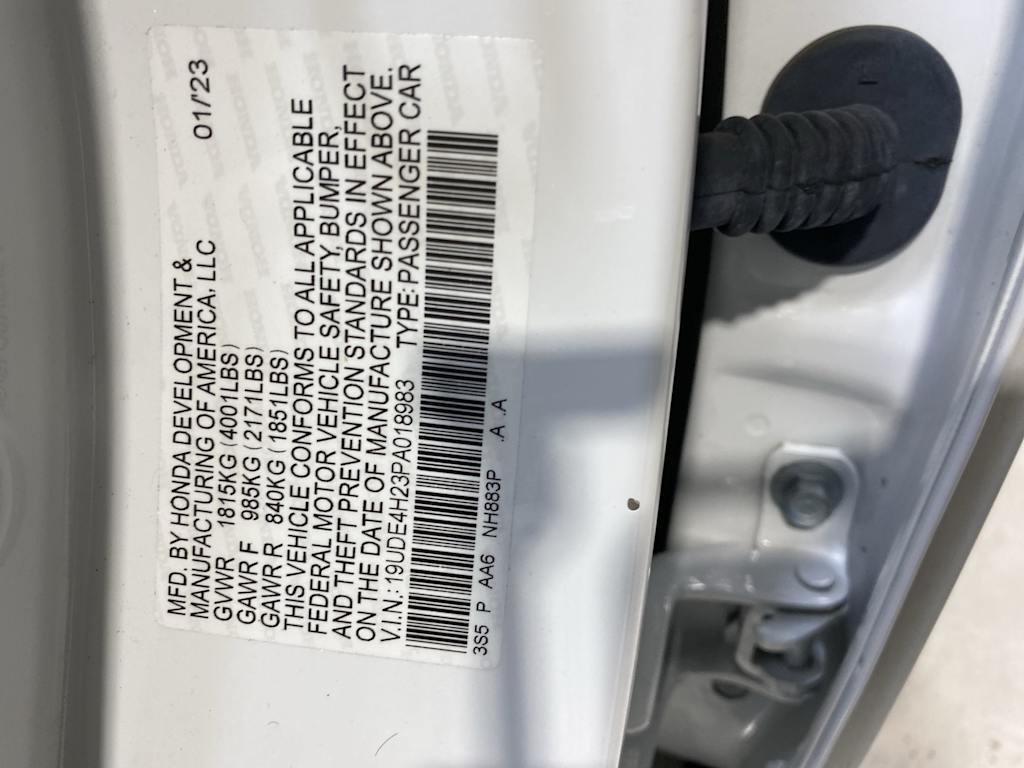 MFD. BY HONDA DEVELOPMENT &
MANUFACTURING OF AMERICA, LLC 01/'23
GVWR 1815KG (4001LBS)
GAWR F 985KG (2171LBS)
GAWR R 840KG (1851LBS)
THIS VEHICLE CONFORMS TO ALL APPLICABLE
FEDERAL MOTOR VEHICLE SAFETY, BUMPER,
AND THEFT PREVENTION STANDARDS IN EFFECT
ON THE DATE OF MANUFACTURE SHOWN ABOVE.
V.I.N.: 19UDE4H23PA018983 TYPE:PASSENGER CAR
3S5 P AA6 NH883P .A .A